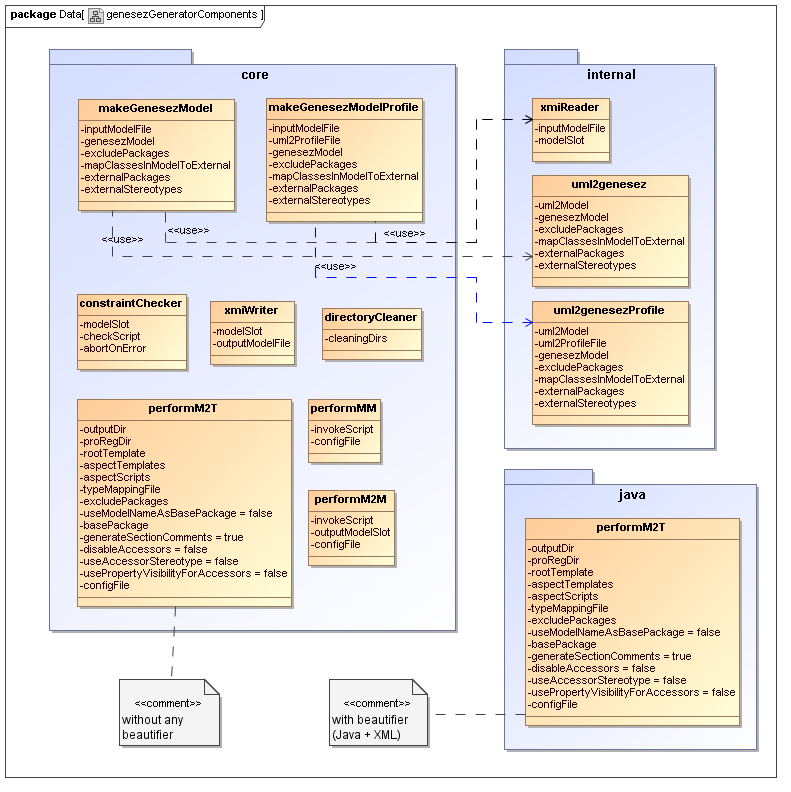 package Data[ genesezGeneratorComponents ]
core
makeGenesezModel
-inputModelFile
-genesezModel
-excludePackages
-mapClassesInModelToExternal
-externalPackages
-externalStereotypes
makeGenesezModelProfile
-inputModelFile
-uml2ProfileFile
-genesezModel
-excludePackages
-mapClassesInModelToExternal
-externalPackages
-externalStereotypes
<<use>>
<<use>>
<<use>>
<<use>>
constraintChecker
-modelSlot
-checkScript
-abortOnError
xmiWriter
-modelSlot
-outputModelFile
directoryCleaner
-cleaningDirs
performM2T
-outputDir
-proRegDir
-rootTemplate
-aspectTemplates
-aspectScripts
-typeMappingFile
-excludePackages
-useModelNameAsBasePackage = false
-basePackage
-generateSectionComments = true
-disableAccessors = false
-useAccessorStereotype = false
-usePropertyVisibilityForAccessors = false
-configFile
performMM
-invokeScript
-configFile
performM2M
-invokeScript
-outputModelSlot
-configFile
internal
xmiReader
-inputModelFile
-modelSlot
uml2genesez
-uml2Model
-genesezModel
-excludePackages
-mapClassesInModelToExternal
-externalPackages
-externalStereotypes
uml2genesezProfile
-uml2Model
-uml2ProfileFile
-genesezModel
-excludePackages
-mapClassesInModelToExternal
-externalPackages
-externalStereotypes
java
performM2T
-outputDir
-proRegDir
-rootTemplate
-aspectTemplates
-aspectScripts
-typeMappingFile
-excludePackages
-useModelNameAsBasePackage = false
-basePackage
-generateSectionComments = true
-disableAccessors = false
-useAccessorStereotype = false
-usePropertyVisibilityForAccessors = false
-configFile
<<comment>>
without any
beautifier
<<comment>>
with beautifier
(Java + XML)